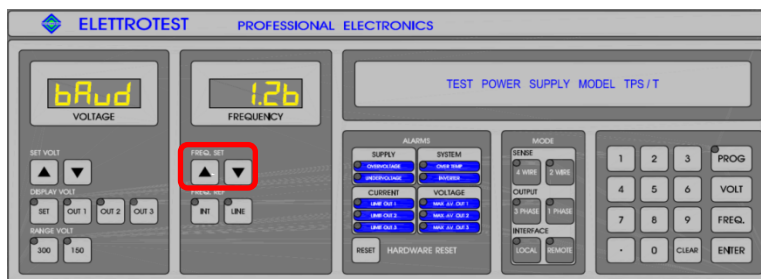 ELETTROTEST PROFESSIONAL ELECTRONICS
bAud
VOLTAGE
SET VOLT
DISPLAY VOLT
SET OUT 1 OUT 2 OUT 3
RANGE VOLT
300 150
1.2b
FREQUENCY
FREQ. SET
FREQ. REF
INT LINE
TEST POWER SUPPLY MODEL TPS/T
ALARMS
SUPPLY SYSTEM
OVERVOLTAGE OVER TEMP.
UNDERVOLTAGE INVERTER
CURRENT VOLTAGE
LIMIT OUT 1 MAX. AV. OUT 1
LIMIT OUT 2 MAX. AV. OUT 2
LIMIT OUT 3 MAX. AV. OUT 3
RESET HARDWARE RESET
MODE
SENSE
4 WIRE 2 WIRE
OUTPUT
3 PHASE 1 PHASE
INTERFACE
LOCAL REMOTE
1 2 3 PROG
4 5 6 VOLT
7 8 9 FREQ.
. 0 CLEAR ENTER